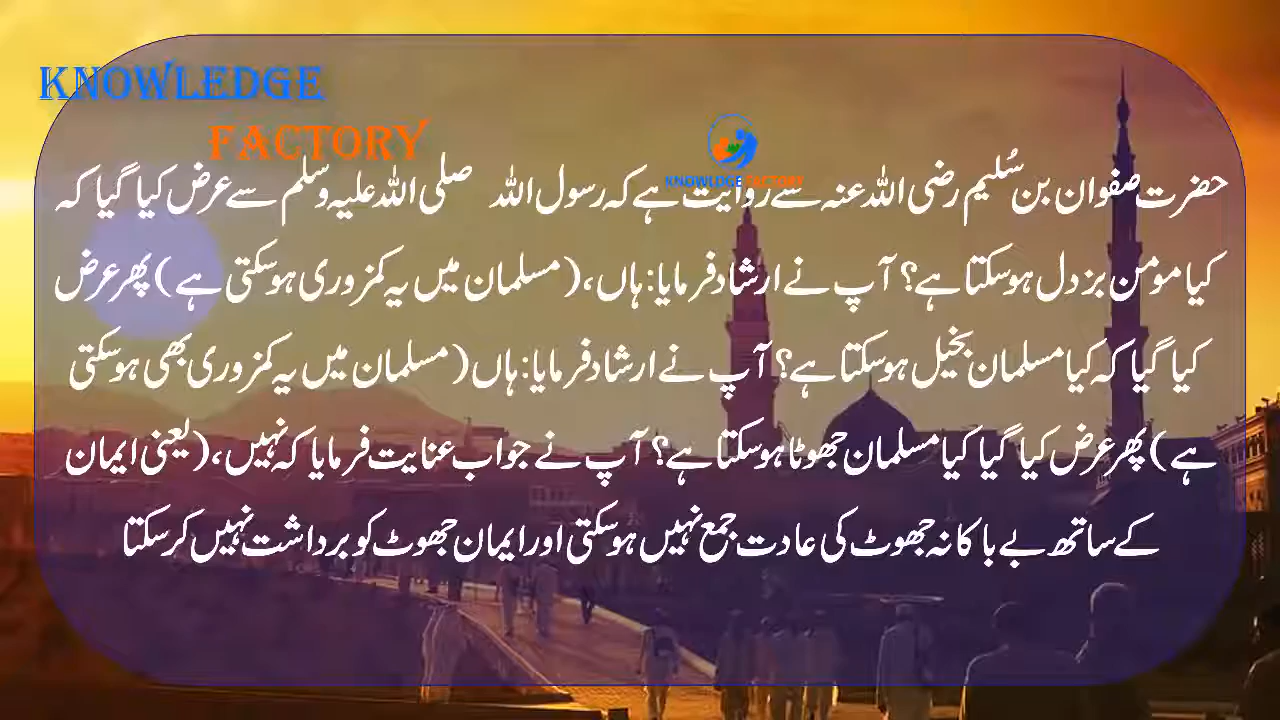 KNOWLEDGE
FACTORY
KNOWLDGE FACTORY
حضرت صفوان بن سُلیم رضی اللہ عنہ سے روایت ہے کہ رسول اللہ صلی اللہ علیہ وسلم سے عرض کیا گیا کہ
کیا مومن بزدل ہوسکتا ہے؟ آپ نے ارشاد فرمایا: ہاں، (مسلمان میں یہ کمزوری ہوسکتی ہے) پھر عرض
کیا گیا کہ کیا مسلمان بخیل ہوسکتا ہے؟ آپ نے ارشاد فرمایا: ہاں (مسلمان میں یہ کمزوری بھی ہوسکتی
ہے) پھر عرض کیا گیا کیا مسلمان جھوٹا ہوسکتا ہے؟ آپ نے جواب عنایت فرمایا کہ نہیں، (یعنی ایمان
کے ساتھ بے باکانہ جھوٹ کی عادت جمع نہیں ہوسکتی اور ایمان جھوٹ کو برداشت نہیں کرسکتا